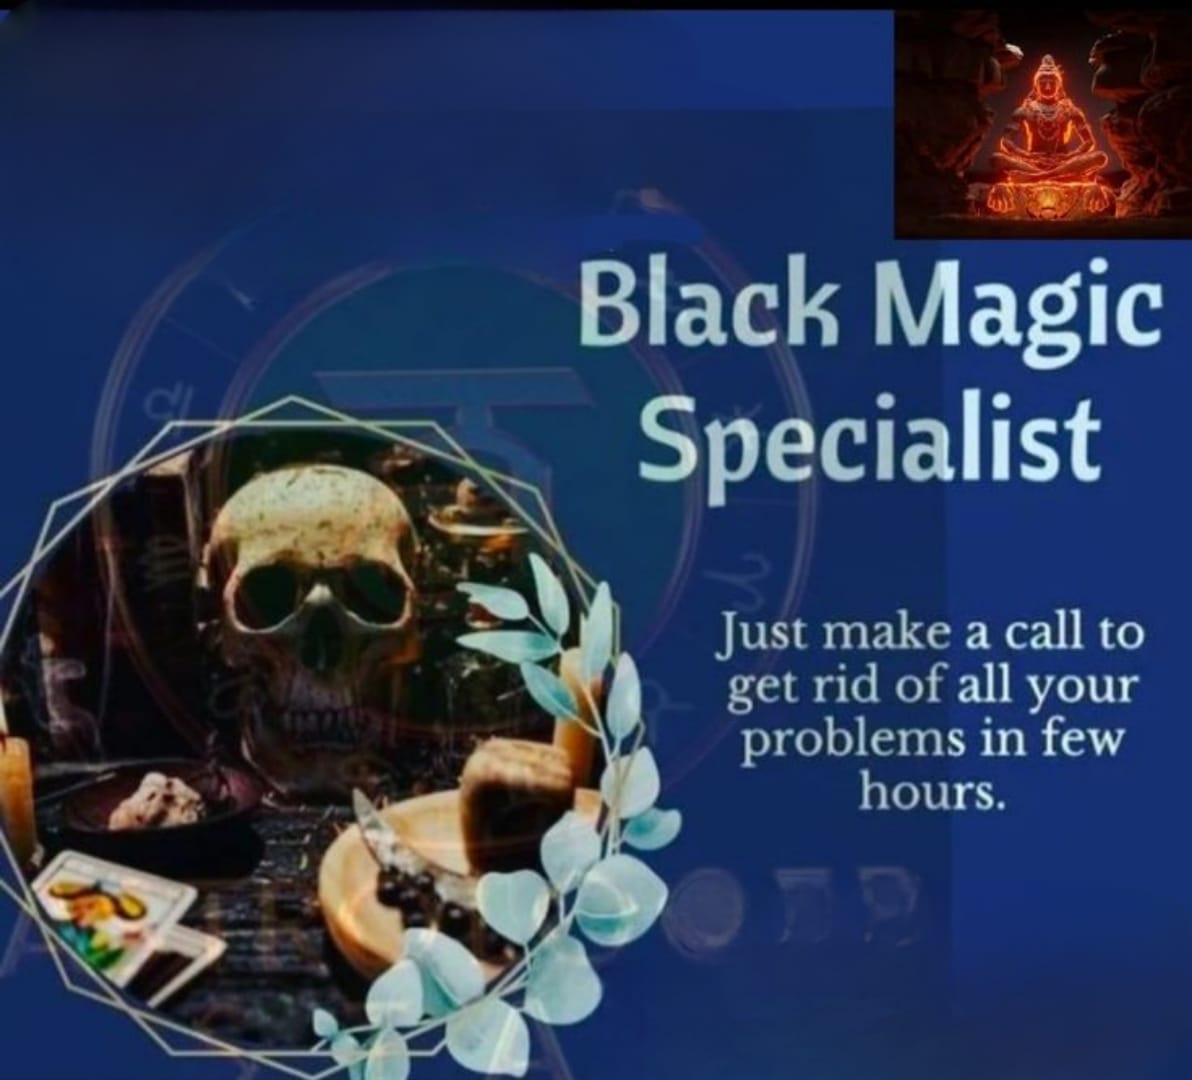 Black Magic
Specialist
Just make a call to
get rid of all your
problems in few
hours.